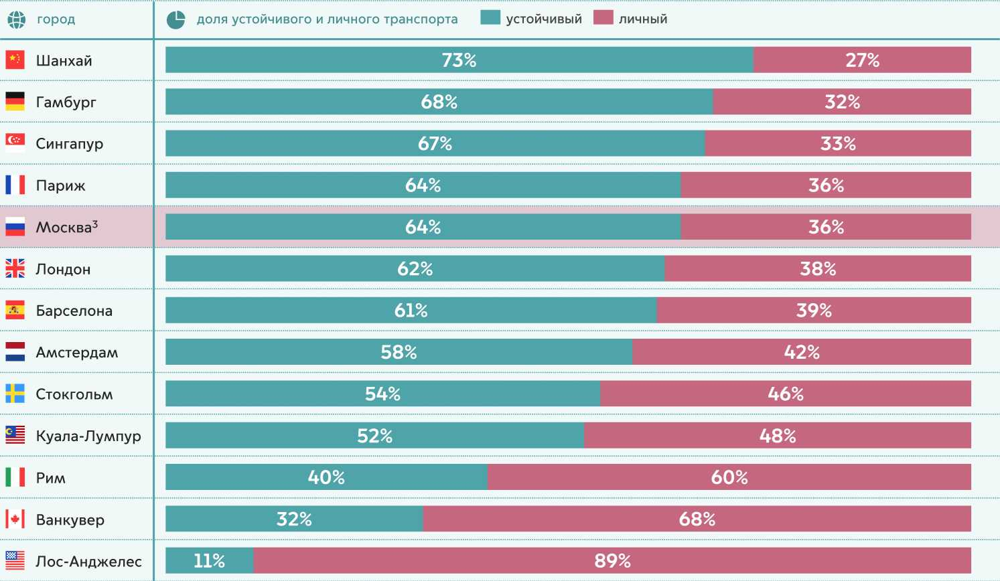 город доля устойчивого и личного транспорта устойчивый личный
Шанхай 73% 27%
Гамбург 68% 32%
Сингапур 67% 33%
Париж 64% 36%
Москва³ 64% 36%
Лондон 62% 38%
Барселона 61% 39%
Амстердам 58% 42%
Стокгольм 54% 46%
Куала-Лумпур 52% 48%
Рим 40% 60%
Ванкувер 32% 68%
Лос-Анджелес 11% 89%